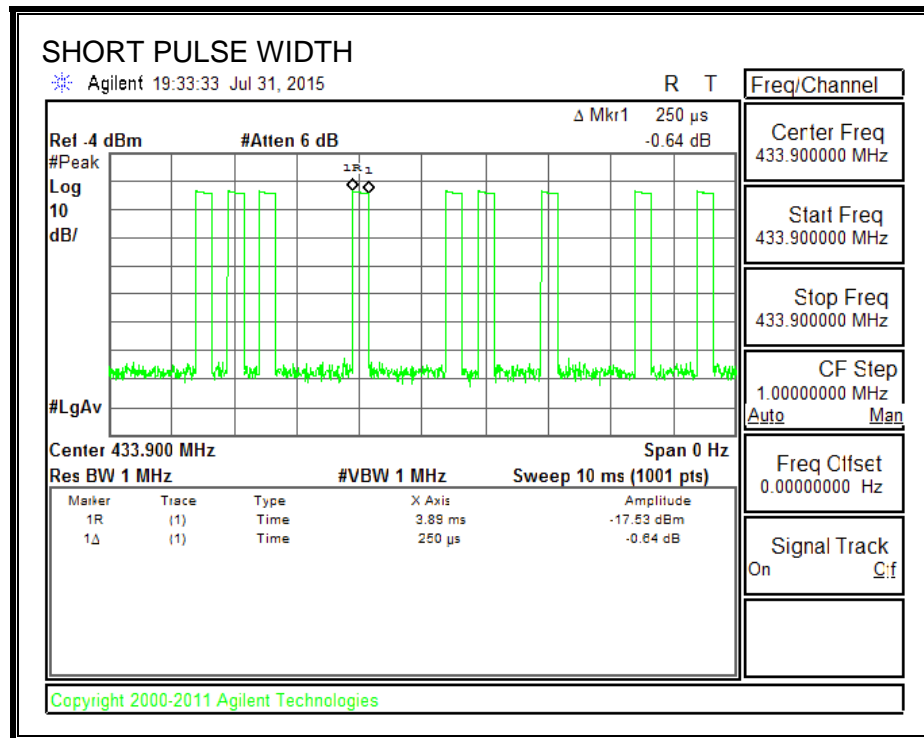 SHORT PULSE WIDTH
Agilent 19:33:33 Jul 31, 2015 R T
Freq/Channel
Δ Mkr1 250 µs
Ref -4 dBm #Atten 6 dB -0.64 dB
#Peak
Log
10
dB/
1R 1
#LgAv
Center 433.900 MHz Span 0 Hz
Res BW 1 MHz #VBW 1 MHz Sweep 10 ms (1001 pts)
Marker Trace Type X Axis Amplitude
1R (1) Time 3.89 ms -17.53 dBm
1Δ (1) Time 250 µs -0.64 dB
Center Freq
433.900000 MHz
Start Freq
433.900000 MHz
Stop Freq
433.900000 MHz
CF Step
1.00000000 MHz
Auto Man
Freq Offset
0.00000000 Hz
Signal Track
On Off
Copyright 2000-2011 Agilent Technologies